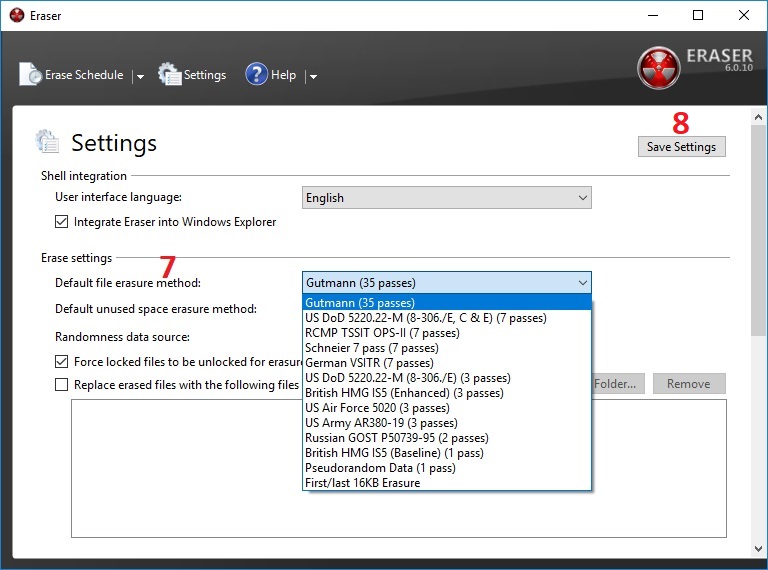 Eraser
Erase Schedule
Settings
Help
ERASER
6.0.10
8
Settings
Save Settings
Shell integration
User interface language:
English
Integrate Eraser into Windows Explorer
Erase settings
7
Default file erasure method:
Gutmann (35 passes)
Gutmann (35 passes)
Default unused space erasure method:
US DoD 5220.22-M (8-306./E, C & E) (7 passes)
RCMP TSSIT OPS-II (7 passes)
Randomness data source:
Schneier 7 pass (7 passes)
Force locked files to be unlocked for erasure
German VSITR (7 passes)
US DoD 5220.22-M (8-306./E) (3 passes)
Replace erased files with the following files
Folder...
Remove
British HMG IS5 (Enhanced) (3 passes)
US Air Force 5020 (3 passes)
US Army AR380-19 (3 passes)
Russian GOST P50739-95 (2 passes)
British HMG IS5 (Baseline) (1 pass)
Pseudorandom Data (1 pass)
First/last 16KB Erasure